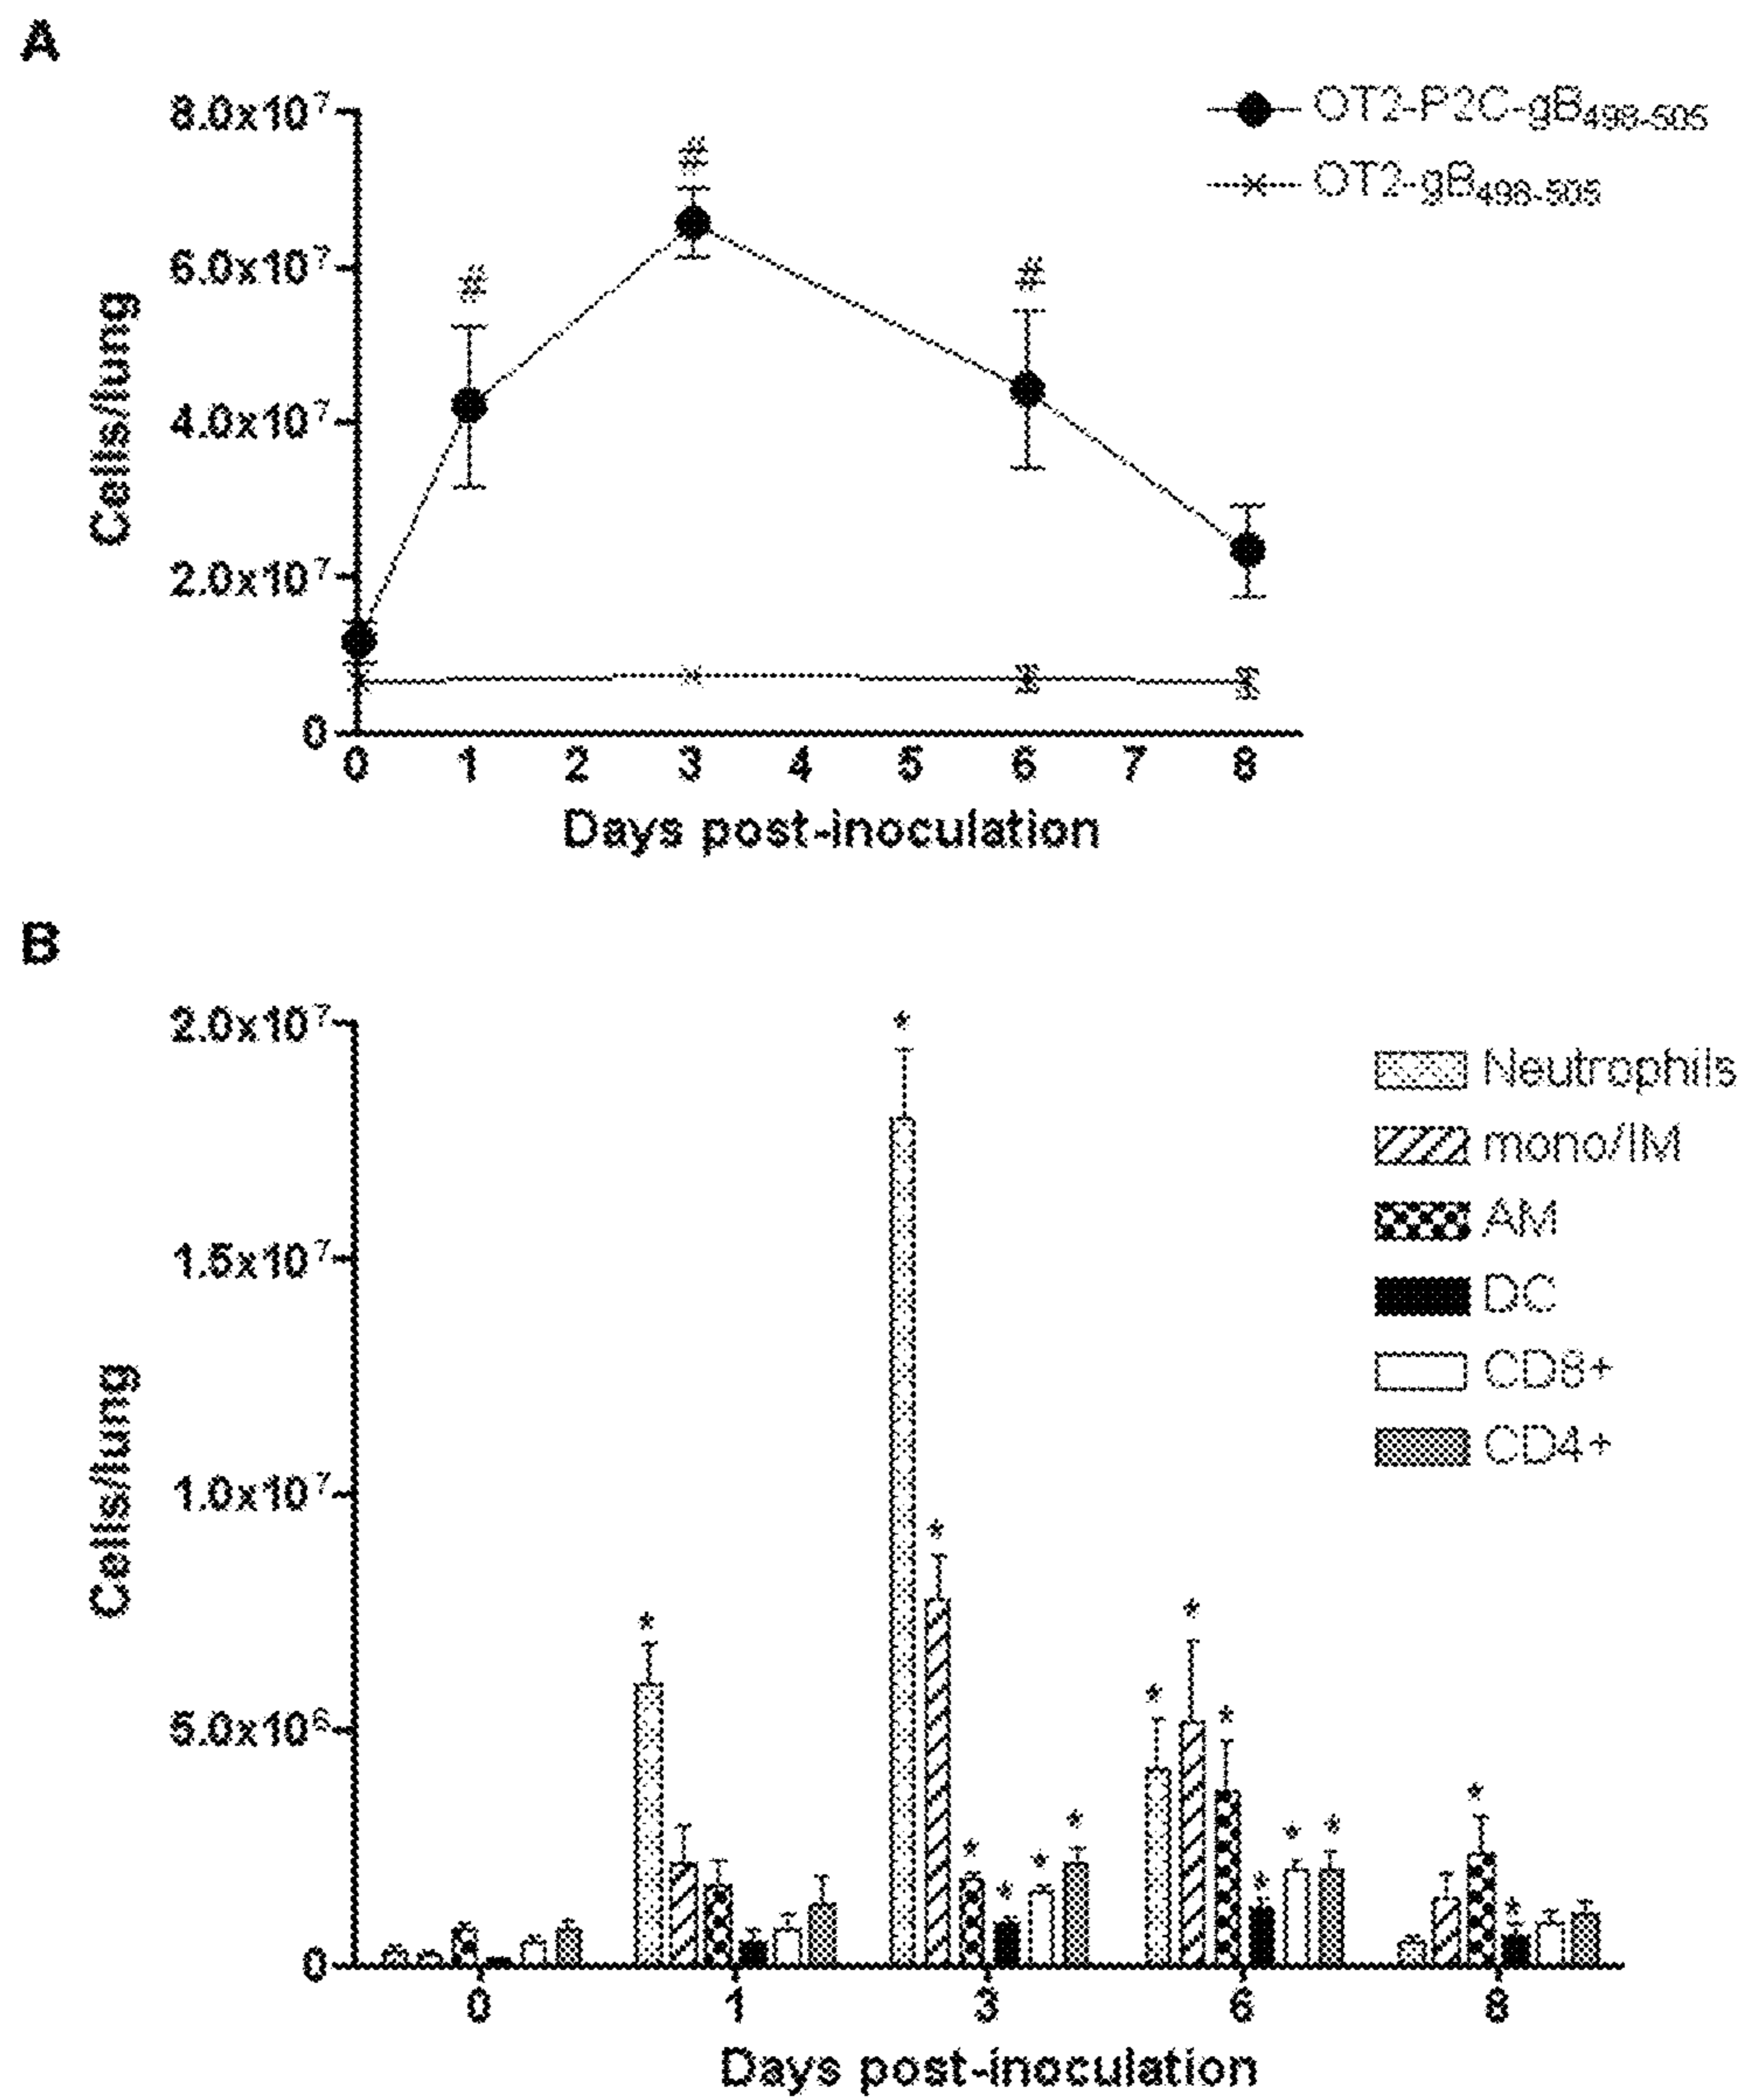 A
OT2-P2C-gB498-505
OT2-gB498-505
8.0x10⁷
6.0x10⁷
4.0x10⁷
2.0x10⁷
0
# # #
Cells/lung
0 1 2 3 4 5 6 7 8
Days post-inoculation
B
2.0x10⁷
1.5x10⁷
1.0x10⁷
5.0x10⁶
0
Cells/lung
Neutrophils
mono/IM
AM
DC
CD8+
CD4+
* * * * * * * * * * * * * * *
0 1 3 6 8
Days post-inoculation